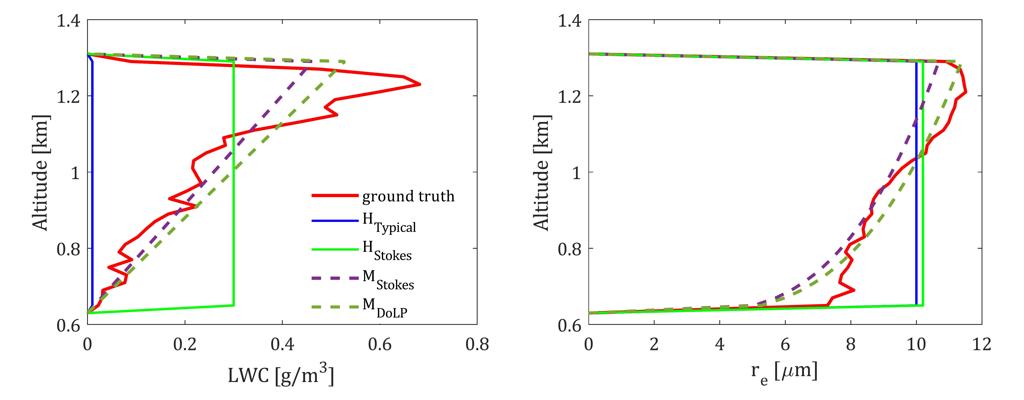 1.4
1.2
1
0.8
0.6
Altitude [km]
0
0.2
0.4
0.6
0.8
LWC [g/m³]
ground truth
H_Typical
H_Stokes
M_Stokes
M_DoLP
1.4
1.2
1
0.8
0.6
Altitude [km]
0
2
4
6
8
10
12
r_e [μm]